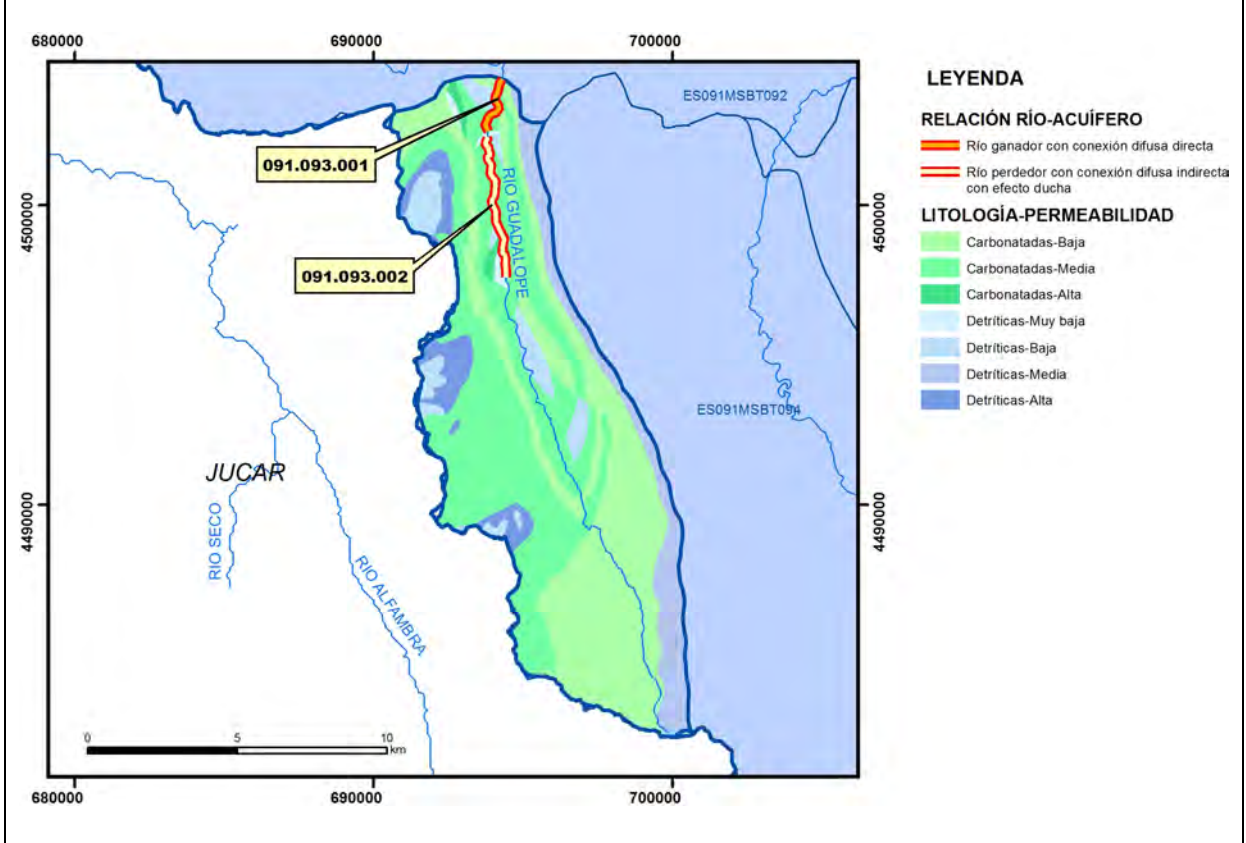 680000
690000
700000
ES091MSBT092
091.093.001
RIO GUADALOPE
4500000
4500000
091.093.002
ES091MSBT094
JUCAR
RIO SECO
RIO ALFAMBRA
4490000
4490000
0 5 10
km
680000
690000
700000
LEYENDA
RELACIÓN RÍO-ACUÍFERO
Río ganador con conexión difusa directa
Río perdedor con conexión difusa indirecta
con efecto ducha
LITOLOGÍA-PERMEABILIDAD
Carbonatadas-Baja
Carbonatadas-Media
Carbonatadas-Alta
Detríticas-Muy baja
Detríticas-Baja
Detríticas-Media
Detríticas-Alta